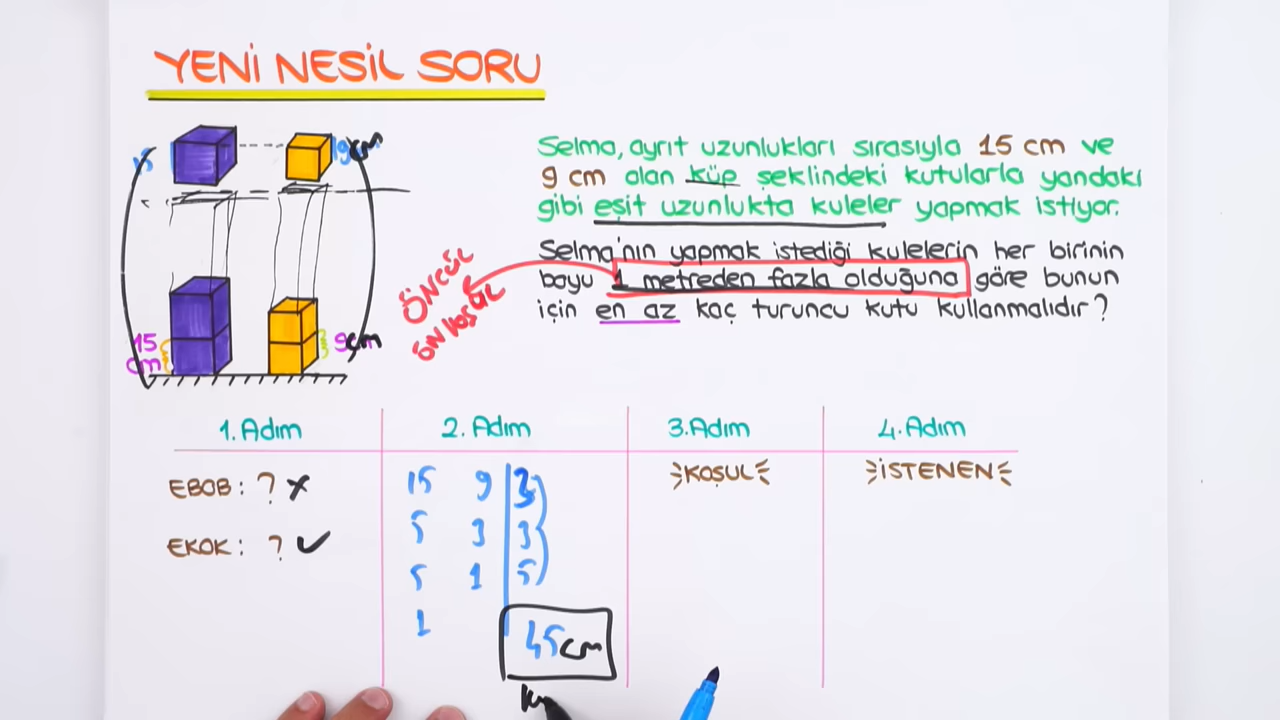 YENİ NESİL SORU
Selma, ayrıt uzunlukları sırasıyla 15 cm ve
9 cm olan küp şeklindeki kutularla yandaki
gibi eşit uzunlukta kuleler yapmak istiyor.
Selma'nın yapmak istediği kulelerin her birinin
boyu 1 metreden fazla olduğuna göre bunun
için en az kaç turuncu kutu kullanmalıdır?
15
cm
9cm
ÖNCÜL
ÖN KOŞUL
1. Adım
2. Adım
3. Adım
4. Adım
EBOB: ? x
EKOK: ? ✓
15 9 3
5 3 3
5 1 5
1
45cm
KOŞUL
İSTENEN